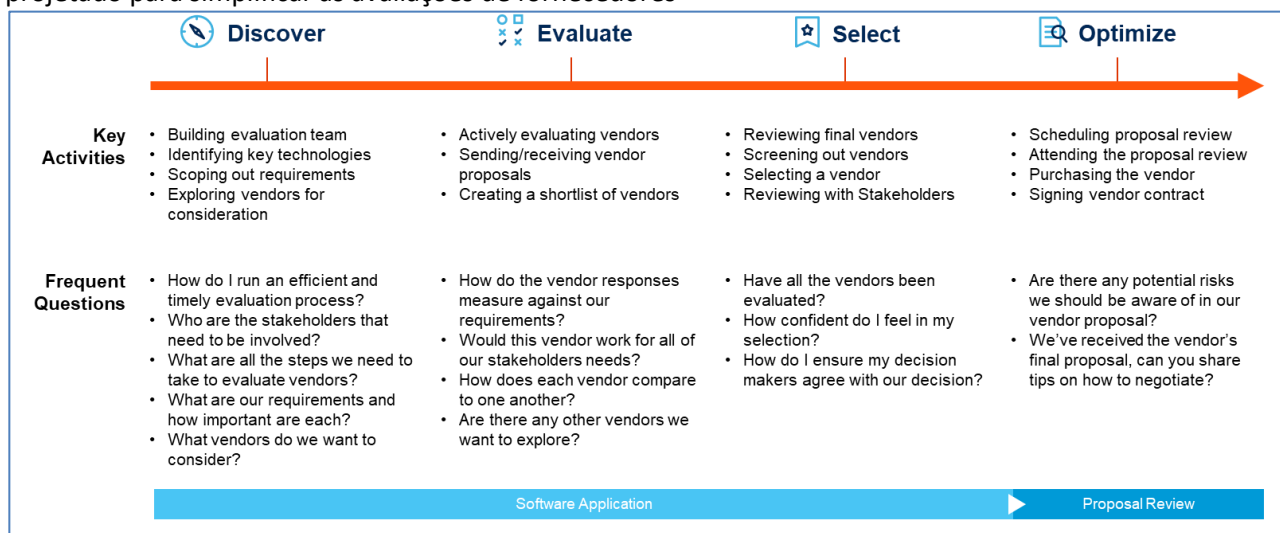 projetado para simplificar as avaliações de fornecedores
Discover
Evaluate
Select
Optimize
Key
Activities
• Building evaluation team
• Identifying key technologies
• Scoping out requirements
• Exploring vendors for
consideration
• Actively evaluating vendors
• Sending/receiving vendor
proposals
• Creating a shortlist of vendors
• Reviewing final vendors
• Screening out vendors
• Selecting a vendor
• Reviewing with Stakeholders
• Scheduling proposal review
• Attending the proposal review
• Purchasing the vendor
• Signing vendor contract
Frequent
Questions
• How do I run an efficient and
timely evaluation process?
• Who are the stakeholders that
need to be involved?
• What are all the steps we need to
take to evaluate vendors?
• What are our requirements and
how important are each?
• What vendors do we want to
consider?
• How do the vendor responses
measure against our
requirements?
• Would this vendor work for all of
our stakeholders needs?
• How does each vendor compare
to one another?
• Are there any other vendors we
want to explore?
• Have all the vendors been
evaluated?
• How confident do I feel in my
selection?
• How do I ensure my decision
makers agree with our decision?
• Are there any potential risks
we should be aware of in our
vendor proposal?
• We've received the vendor's
final proposal, can you share
tips on how to negotiate?
Software Application
Proposal Review